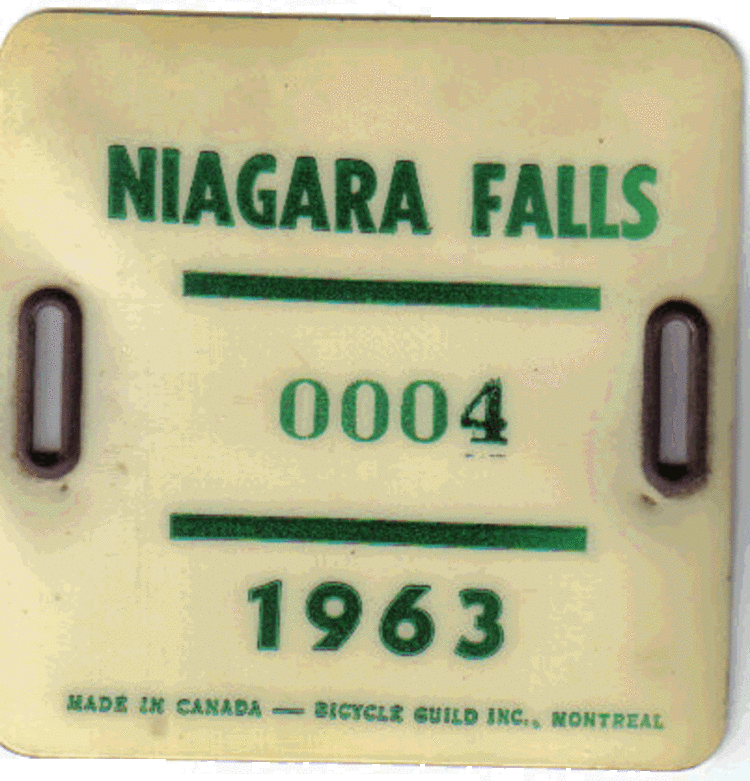 NIAGARA FALLS
0004
1963
MADE IN CANADA — BICYCLE GUILD INC., MONTREAL